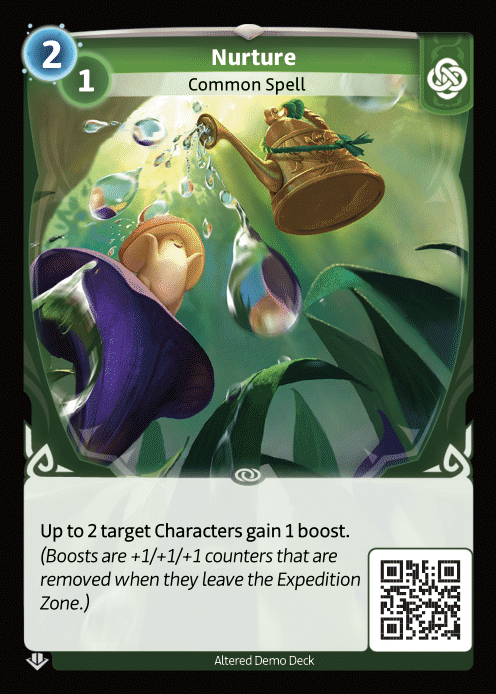 2
Nurture
1
Common Spell
Up to 2 target Characters gain 1 boost.
(Boosts are +1/+1/+1 counters that are
removed when they leave the Expedition
Zone.)
Altered Demo Deck